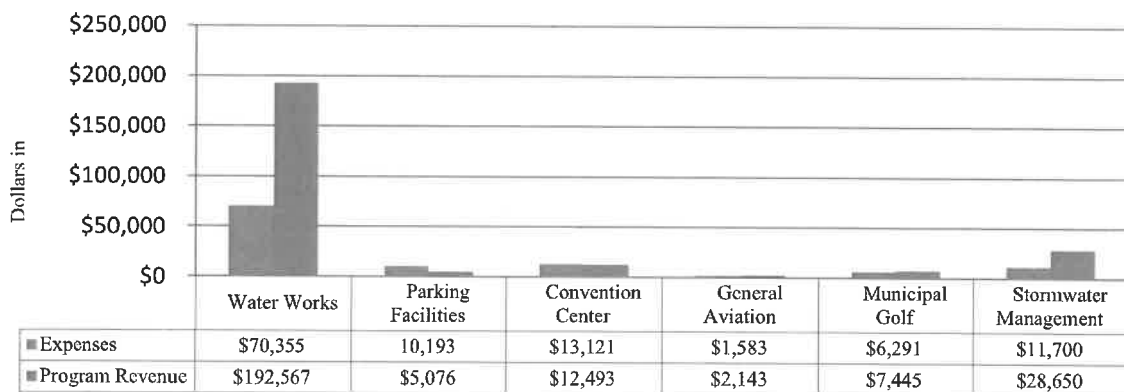 $250,000
$200,000
$150,000
$100,000
$50,000
$0
Dollars in
Water Works
Parking Facilities
Convention Center
General Aviation
Municipal Golf
Stormwater Management
Expenses $70,355 10,193 $13,121 $1,583 $6,291 $11,700
Program Revenue $192,567 $5,076 $12,493 $2,143 $7,445 $28,650